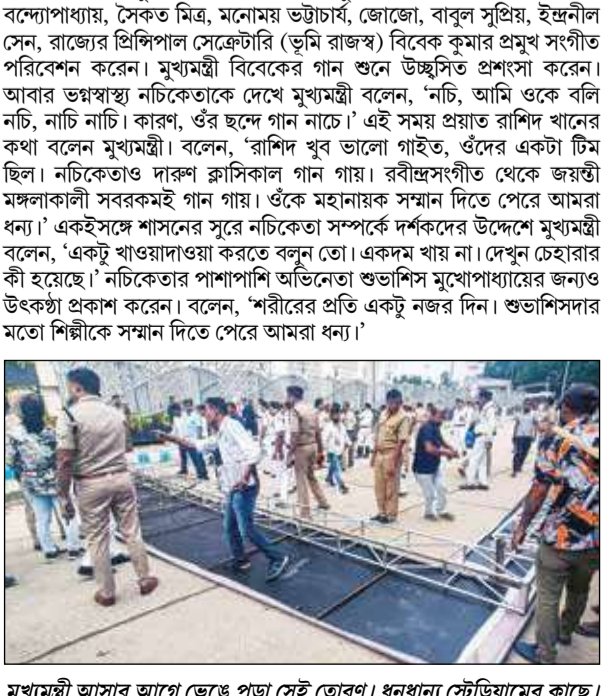 বন্দ্যোপাধ্যায়, সৈকত মিত্র, মনোময় ভট্টাচার্য, জোজো, বাবুল সুপ্রিয়, ইন্দ্রনীল
সেন, রাজ্যের প্রিন্সিপাল সেক্রেটারি (ভূমি রাজস্ব) বিবেক কুমার প্রমুখ সংগীত
পরিবেশন করেন। মুখ্যমন্ত্রী বিবেকের গান শুনে উচ্ছ্বসিত প্রশংসা করেন।
আবার ভগ্নস্বাস্থ্য নচিকেতাকে দেখে মুখ্যমন্ত্রী বলেন, ‘নচি, আমি ওকে বলি
নচি, নাচি নাচি। কারণ, ওঁর ছন্দে গান নাচে।’ এই সময় প্রয়াত রাশিদ খানের
কথা বলেন মুখ্যমন্ত্রী। বলেন, ‘রাশিদ খুব ভালো গাইত, ওঁদের একটা টিম
ছিল। নচিকেতাও দারুণ ক্লাসিকাল গান গায়। রবীন্দ্রসংগীত থেকে জয়ন্তী
মঙ্গলাকালী সবরকমই গান গায়। ওঁকে মহানায়ক সম্মান দিতে পেরে আমরা
ধন্য।’ একইসঙ্গে শাসনের সুরে নচিকেতা সম্পর্কে দর্শকদের উদ্দেশে মুখ্যমন্ত্রী
বলেন, ‘একটু খাওয়াদাওয়া করতে বলুন তো। একদম খায় না। দেখুন চেহারার
কী হয়েছে।’ নচিকেতার পাশাপাশি অভিনেতা শুভাশিস মুখোপাধ্যায়ের জন্যও
উৎকণ্ঠা প্রকাশ করেন। বলেন, ‘শরীরের প্রতি একটু নজর দিন। শুভাশিসদার
মতো শিল্পীকে সম্মান দিতে পেরে আমরা ধন্য।’
মুখ্যমন্ত্রী আসার আগে ভেঙে পড়া সেই তোরণ। ধনধান্য স্টেডিয়ামের কাছে।